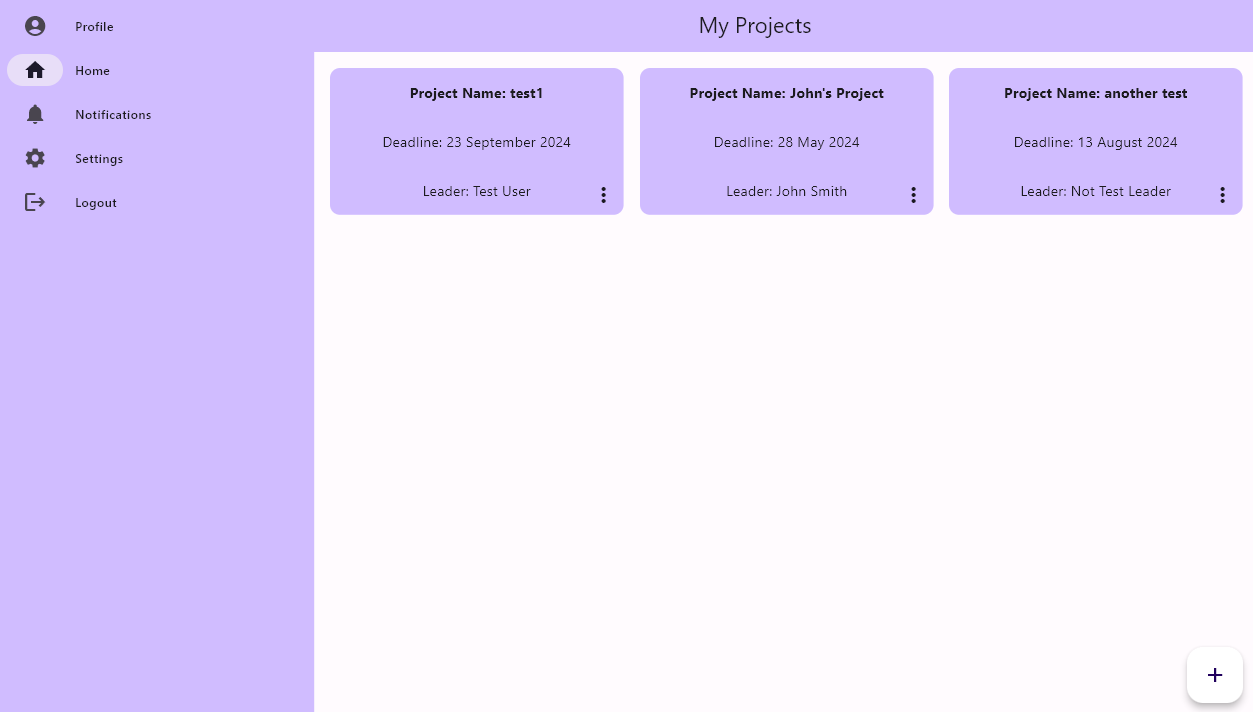 Profile
Home
Notifications
Settings
Logout
My Projects
Project Name: test1
Deadline: 23 September 2024
Leader: Test User
Project Name: John's Project
Deadline: 28 May 2024
Leader: John Smith
Project Name: another test
Deadline: 13 August 2024
Leader: Not Test Leader